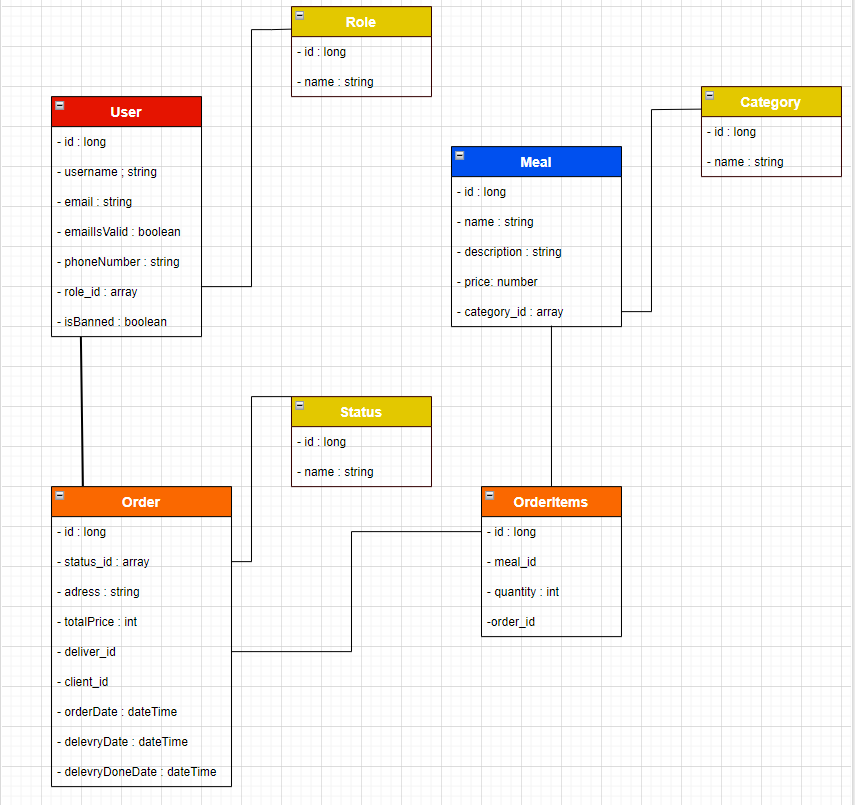 Role
- id : long
- name : string
User
- id : long
- username ; string
- email : string
- emailIsValid : boolean
- phoneNumber : string
- role_id : array
- isBanned : boolean
Meal
- id : long
- name : string
- description : string
- price: number
- category_id : array
Category
- id : long
- name : string
Status
- id : long
- name : string
Order
- id : long
- status_id : array
- adress : string
- totalPrice : int
- deliver_id
- client_id
- orderDate : dateTime
- delevryDate : dateTime
- delevryDoneDate : dateTime
OrderItems
- id : long
- meal_id
- quantity : int
-order_id